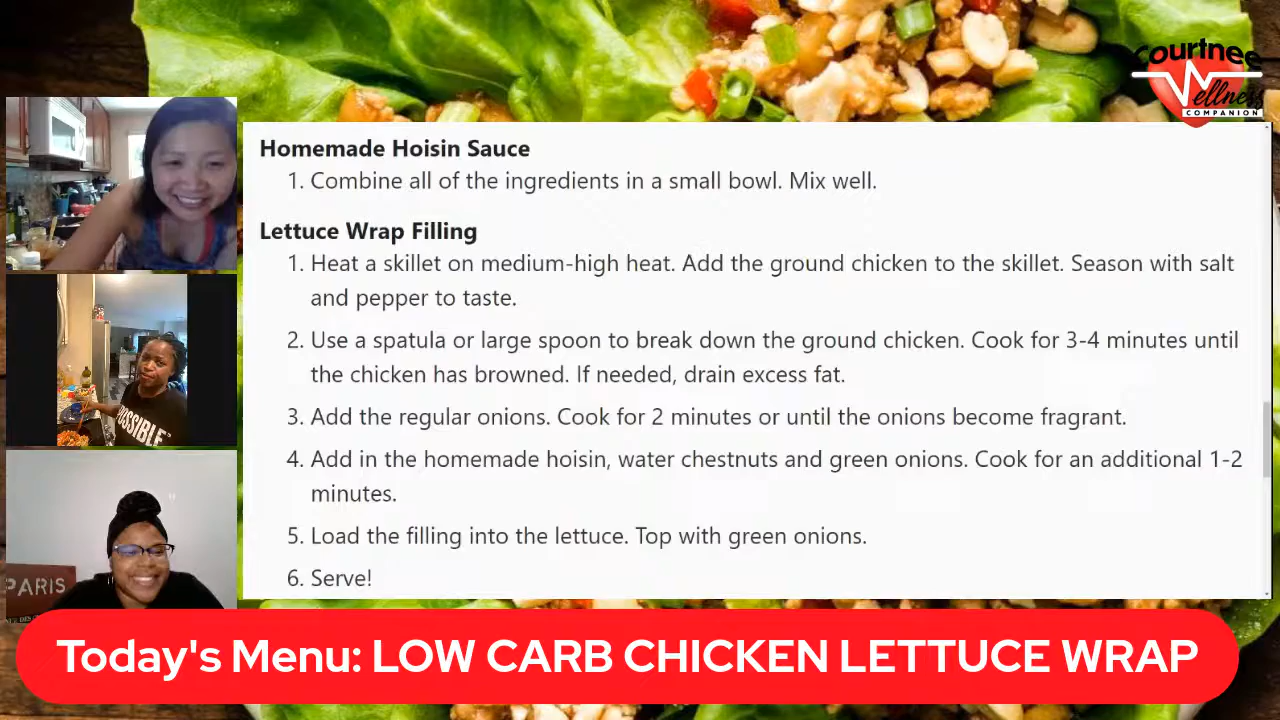 courtnee
Wellness
COMPANION
Homemade Hoisin Sauce
1. Combine all of the ingredients in a small bowl. Mix well.
Lettuce Wrap Filling
1. Heat a skillet on medium-high heat. Add the ground chicken to the skillet. Season with salt
and pepper to taste.
2. Use a spatula or large spoon to break down the ground chicken. Cook for 3-4 minutes until
the chicken has browned. If needed, drain excess fat.
3. Add the regular onions. Cook for 2 minutes or until the onions become fragrant.
4. Add in the homemade hoisin, water chestnuts and green onions. Cook for an additional 1-2
minutes.
5. Load the filling into the lettuce. Top with green onions.
6. Serve!
POSSIBLE
PARIS
Today's Menu: LOW CARB CHICKEN LETTUCE WRAP